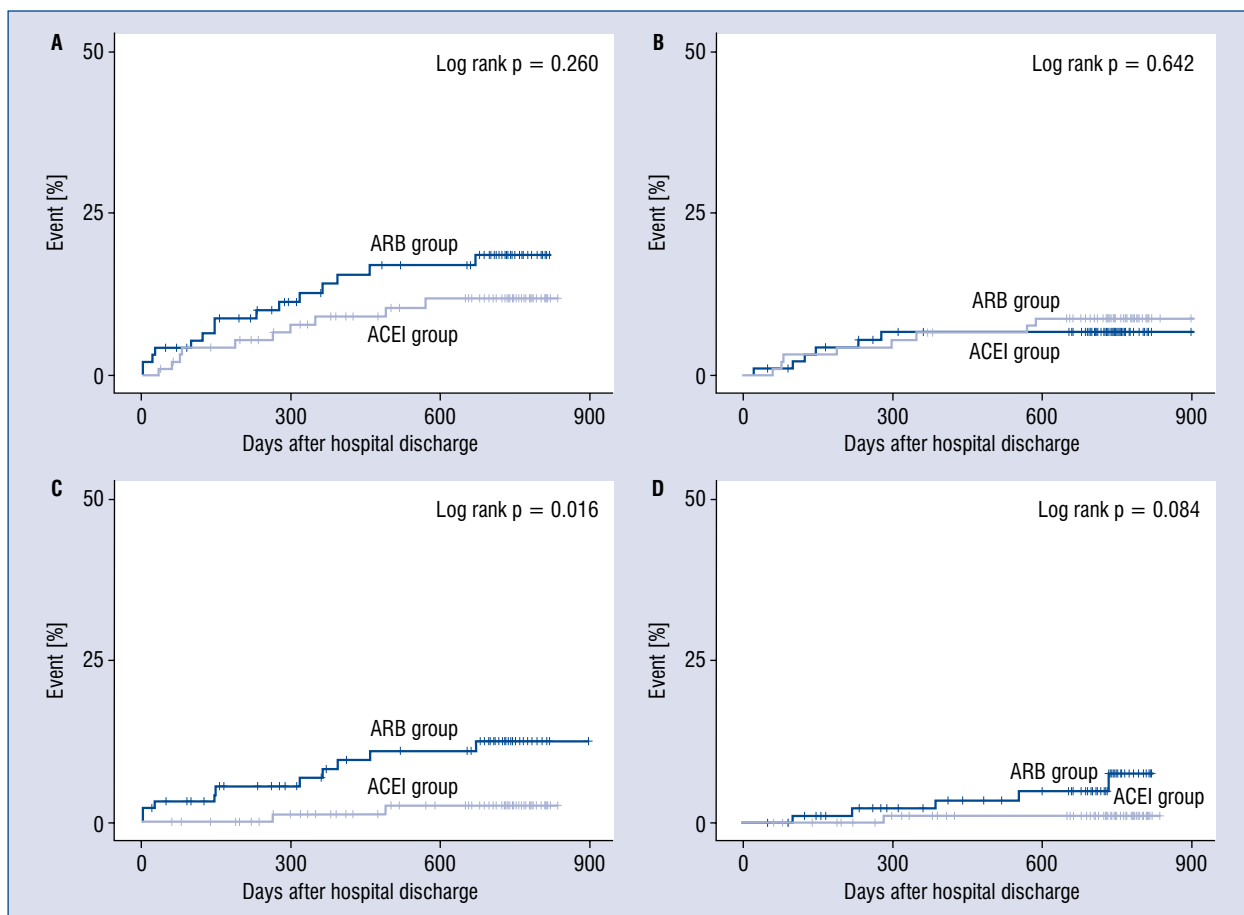 A
Log rank p = 0.260
50
25
0
Event [%]
ARB group
ACEI group
0 300 600 900
Days after hospital discharge
B
Log rank p = 0.642
50
25
0
Event [%]
ARB group
ACEI group
0 300 600 900
Days after hospital discharge
C
Log rank p = 0.016
50
25
0
Event [%]
ARB group
ACEI group
0 300 600 900
Days after hospital discharge
D
Log rank p = 0.084
50
25
0
Event [%]
ARB group
ACEI group
0 300 600 900
Days after hospital discharge